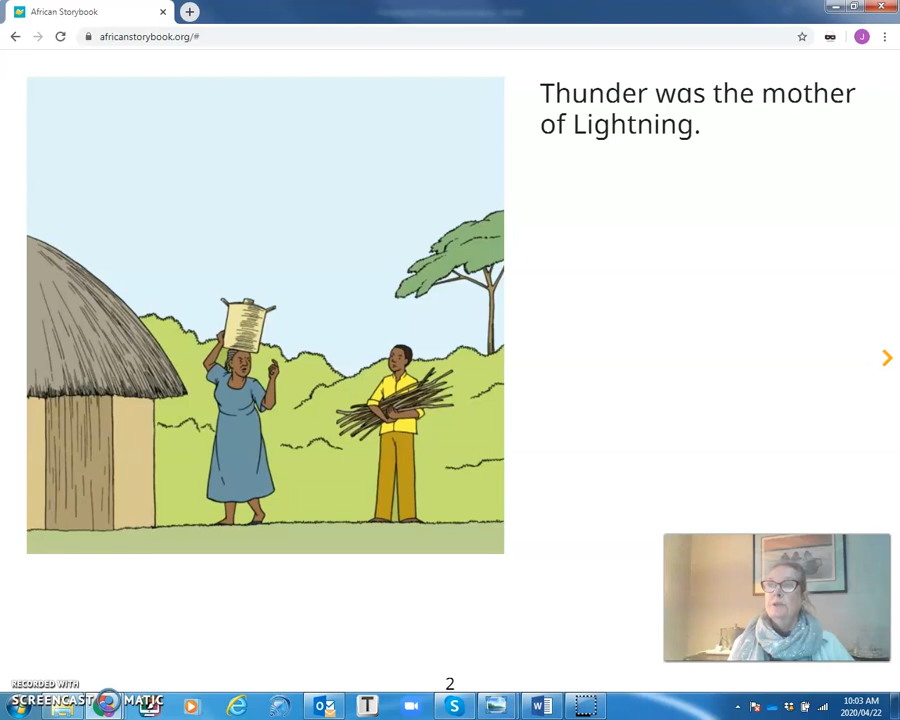 African Storybook
africanstorybook.org/#
J
Thunder was the mother
of Lightning.
2
RECORDED WITH
SCREENCAST MATIC
T
S
W
10:03 AM
2020/04/22